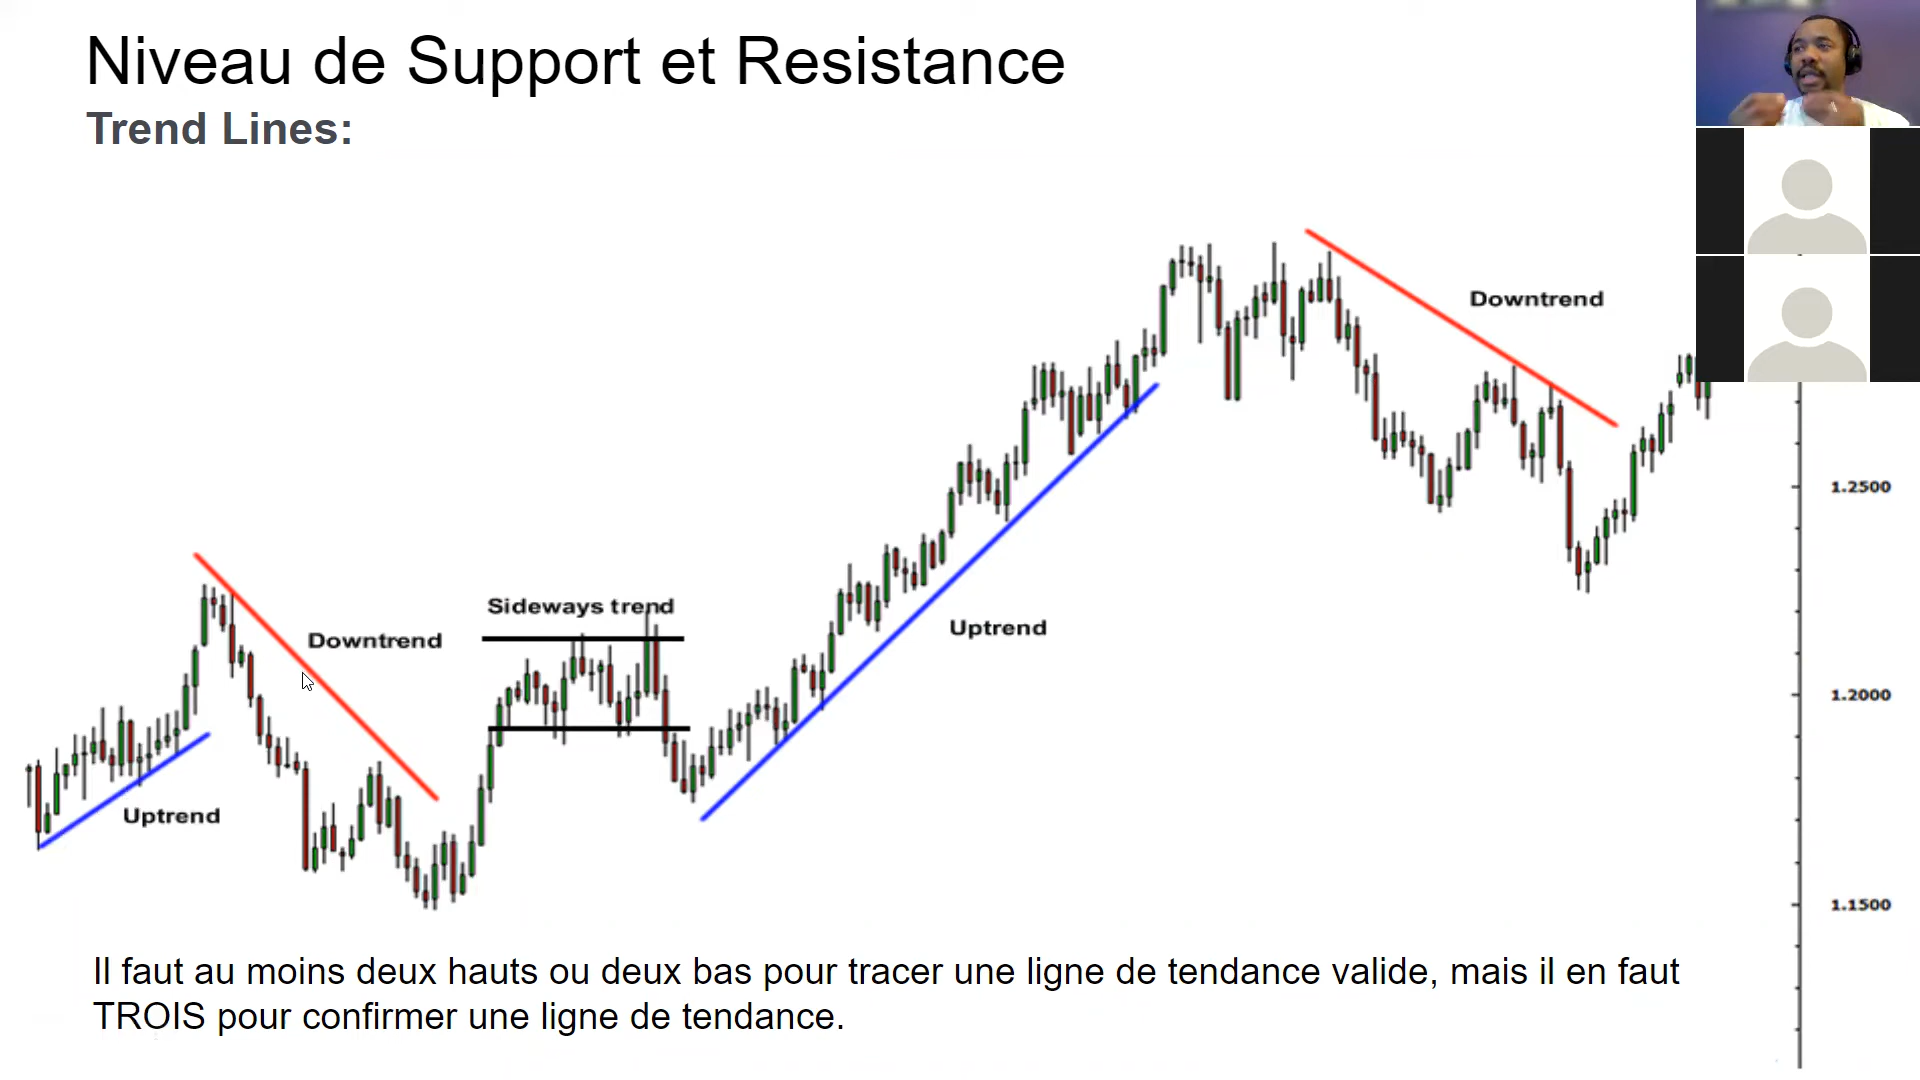 Niveau de Support et Resistance
Trend Lines:
Downtrend
1.2500
Sideways trend
Downtrend
Uptrend
1.2000
Uptrend
1.1500
Il faut au moins deux hauts ou deux bas pour tracer une ligne de tendance valide, mais il en faut
TROIS pour confirmer une ligne de tendance.